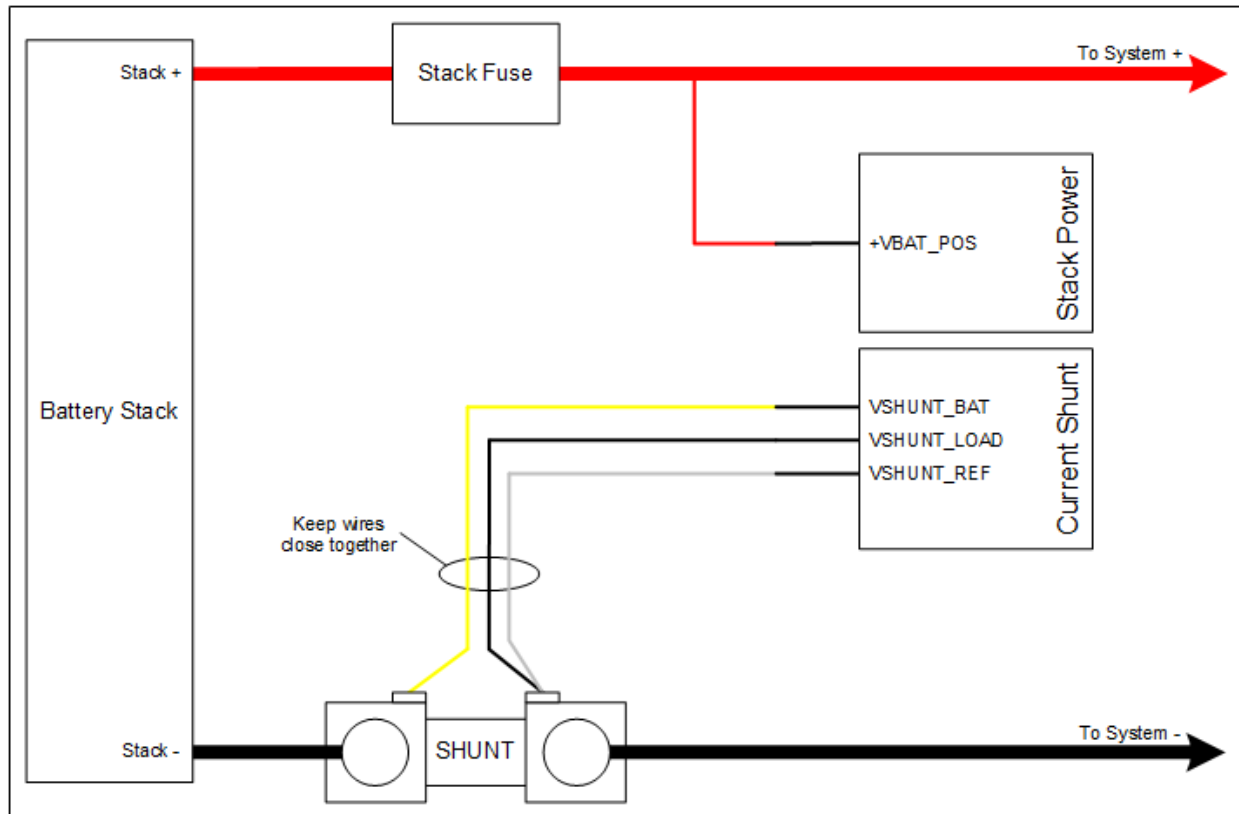 Stack +
Stack Fuse
To System +
+VBAT_POS
Stack Power
Battery Stack
VSHUNT_BAT
VSHUNT_LOAD
VSHUNT_REF
Current Shunt
Keep wires
close together
Stack -
SHUNT
To System -